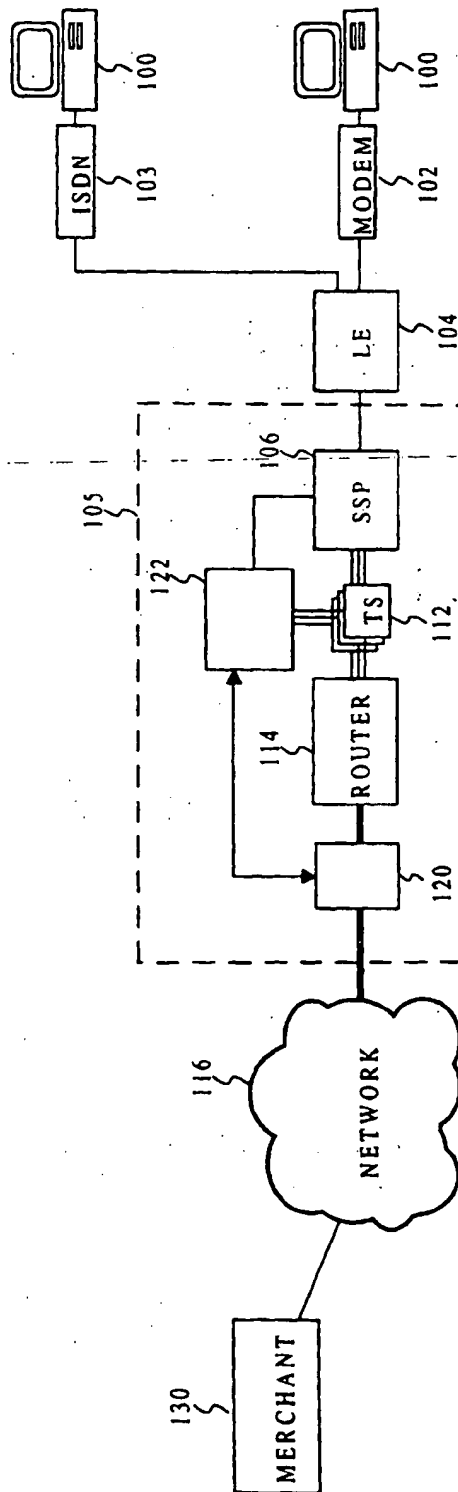 100
100
ISDN
103
MODEM
102
LE
104
105
106
SSP
122
TS
112
114
ROUTER
120
116
NETWORK
130
MERCHANT